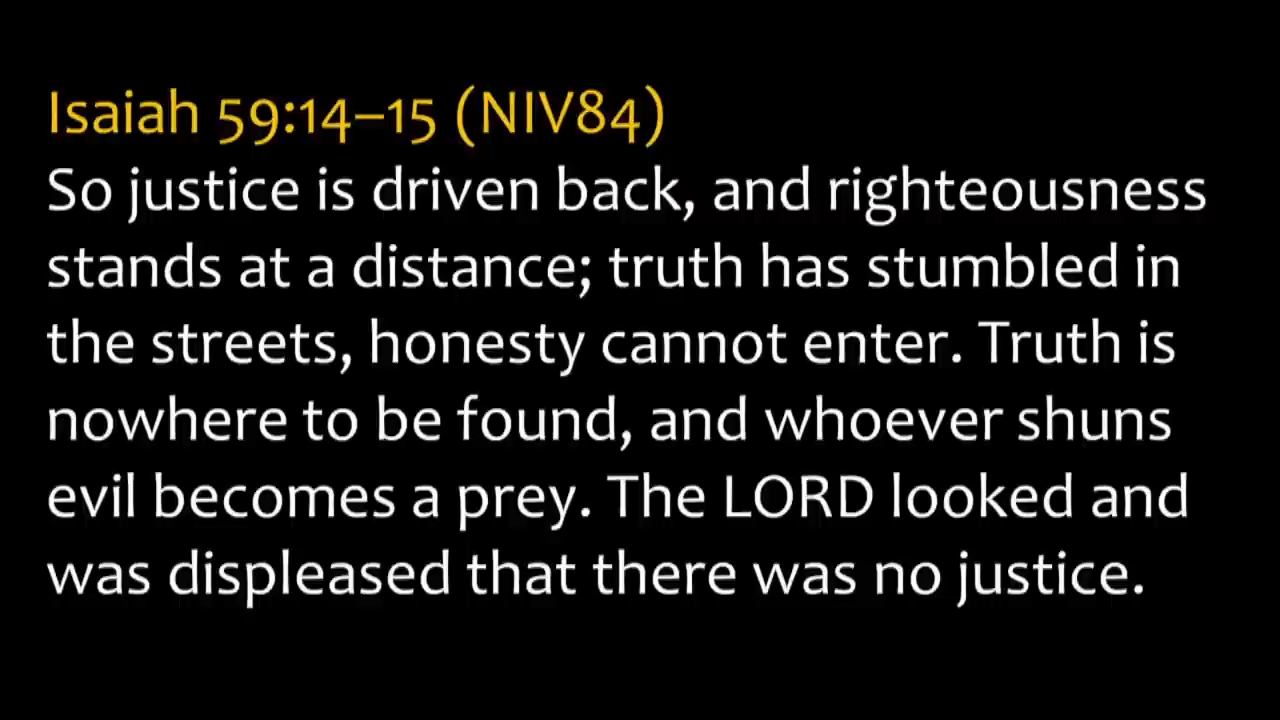 Isaiah 59:14–15 (NIV84)
So justice is driven back, and righteousness
stands at a distance; truth has stumbled in
the streets, honesty cannot enter. Truth is
nowhere to be found, and whoever shuns
evil becomes a prey. The LORD looked and
was displeased that there was no justice.